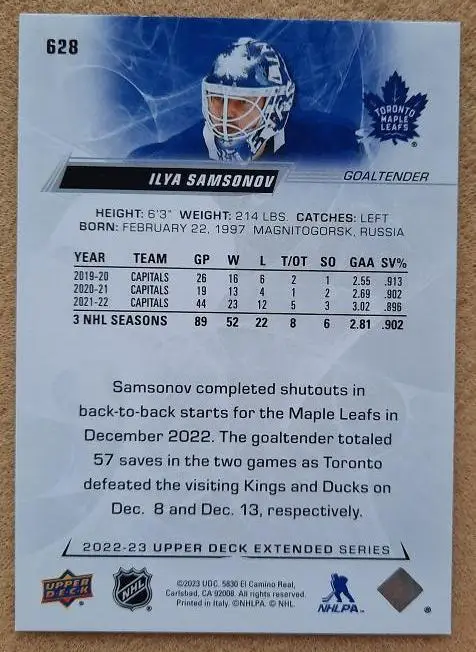 628
TORONTO
MAPLE
LEAFS
ILYA SAMSONOV
GOALTENDER
HEIGHT: 6'3" WEIGHT: 214 LBS. CATCHES: LEFT
BORN: FEBRUARY 22, 1997 MAGNITOGORSK, RUSSIA
YEAR TEAM GP W L T/OT SO GAA SV%
2019-20 CAPITALS 26 16 6 2 1 2.55 .913
2020-21 CAPITALS 19 13 4 1 2 2.69 .902
2021-22 CAPITALS 44 23 12 5 3 3.02 .896
3 NHL SEASONS 89 52 22 8 6 2.81 .902
Samsonov completed shutouts in
back-to-back starts for the Maple Leafs in
December 2022. The goaltender totaled
57 saves in the two games as Toronto
defeated the visiting Kings and Ducks on
Dec. 8 and Dec. 13, respectively.
2022-23 UPPER DECK EXTENDED SERIES
UPPER
DECK
NHL
©2023 UDC. 5830 El Camino Real,
Carlsbad, CA 92008. All rights reserved.
Printed in Italy. ©NHLPA. © NHL.
NHLPA